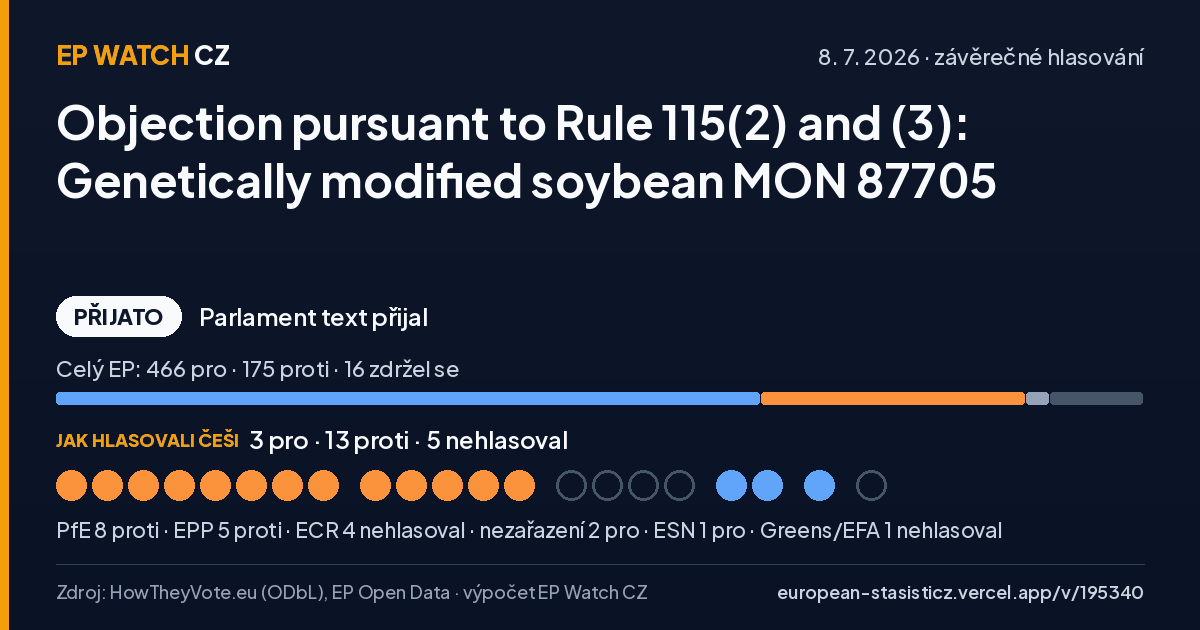 EP WATCH CZ
8. 7. 2026 · závěrečné hlasování
Objection pursuant to Rule 115(2) and (3):
Genetically modified soybean MON 87705
PŘIJATO Parlament text přijal
Celý EP: 466 pro · 175 proti · 16 zdržel se
JAK HLASOVALI ČEŠI 3 pro · 13 proti · 5 nehlasoval
PfE 8 proti · EPP 5 proti · ECR 4 nehlasoval · nezařazení 2 pro · ESN 1 pro · Greens/EFA 1 nehlasoval
Zdroj: HowTheyVote.eu (ODbL), EP Open Data · výpočet EP Watch CZ
european-stasisticz.vercel.app/v/195340